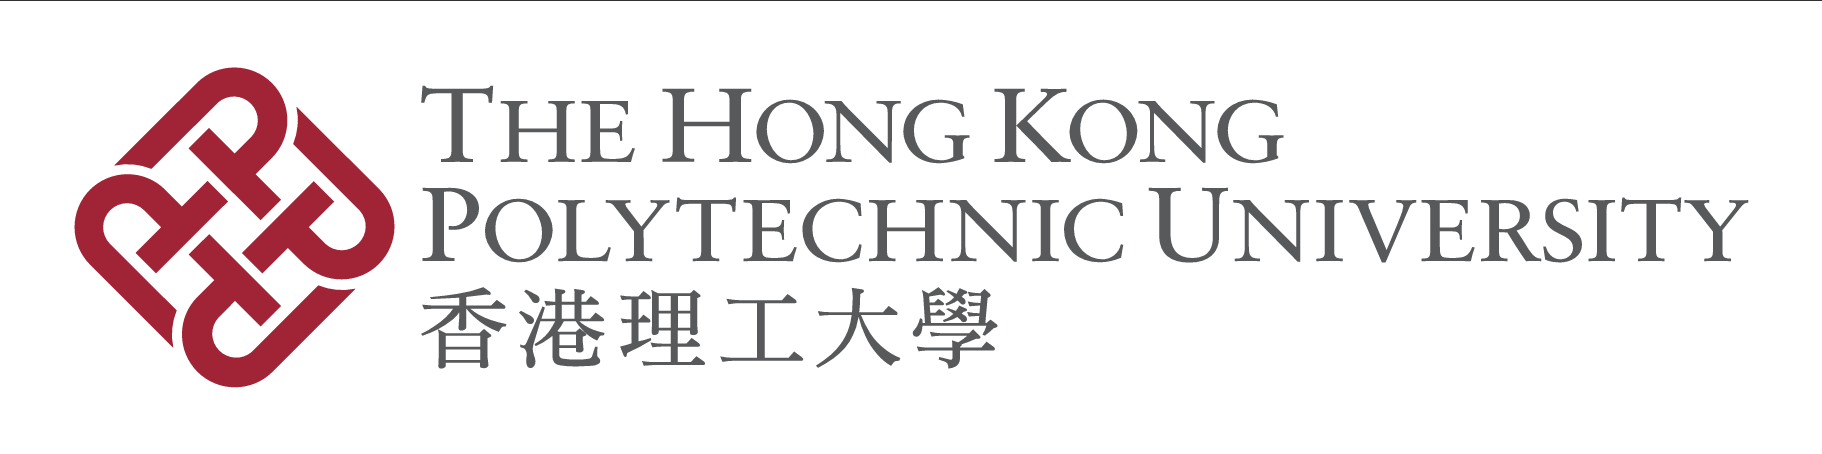 THE HONG KONG
POLYTECHNIC UNIVERSITY
香港理工大學